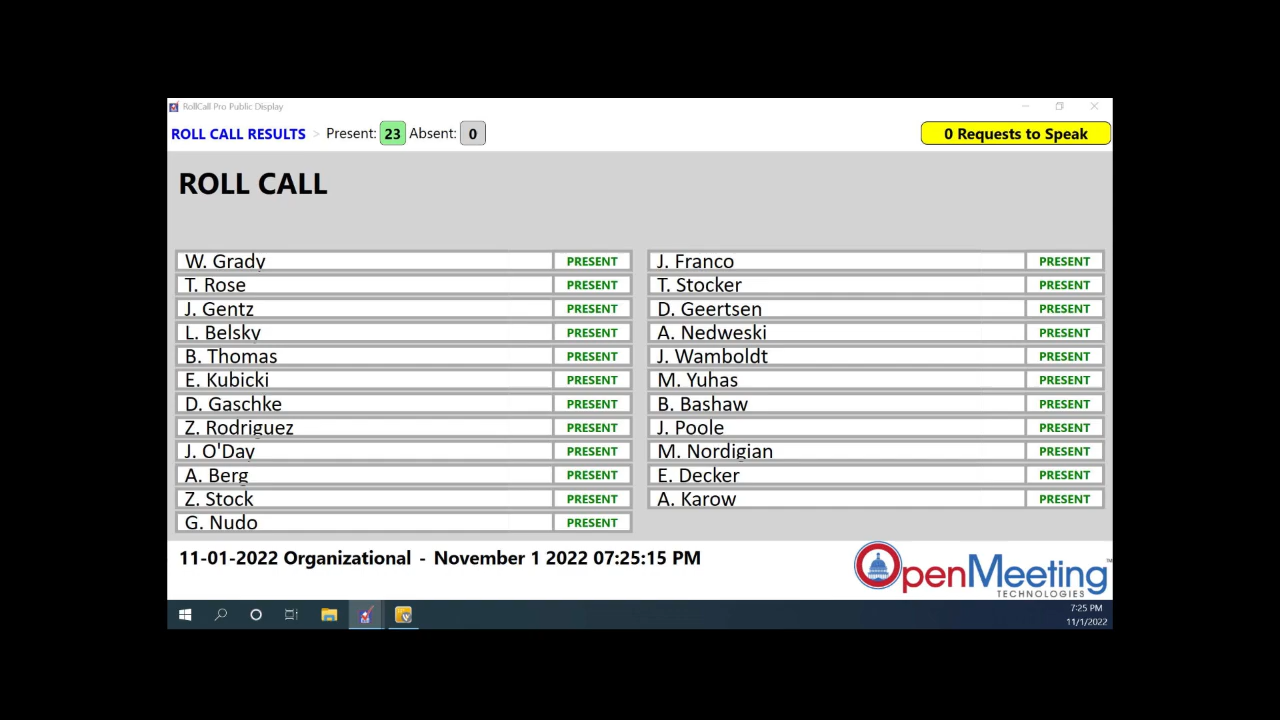 RollCall Pro Public Display
ROLL CALL RESULTS > Present: 23 Absent: 0
0 Requests to Speak
ROLL CALL
W. Grady PRESENT
T. Rose PRESENT
J. Gentz PRESENT
L. Belsky PRESENT
B. Thomas PRESENT
E. Kubicki PRESENT
D. Gaschke PRESENT
Z. Rodriguez PRESENT
J. O'Day PRESENT
A. Berg PRESENT
Z. Stock PRESENT
G. Nudo PRESENT
J. Franco PRESENT
T. Stocker PRESENT
D. Geertsen PRESENT
A. Nedweski PRESENT
J. Wamboldt PRESENT
M. Yuhas PRESENT
B. Bashaw PRESENT
J. Poole PRESENT
M. Nordigian PRESENT
E. Decker PRESENT
A. Karow PRESENT
11-01-2022 Organizational - November 1 2022 07:25:15 PM
OpenMeeting™
TECHNOLOGIES
7:25 PM
11/1/2022